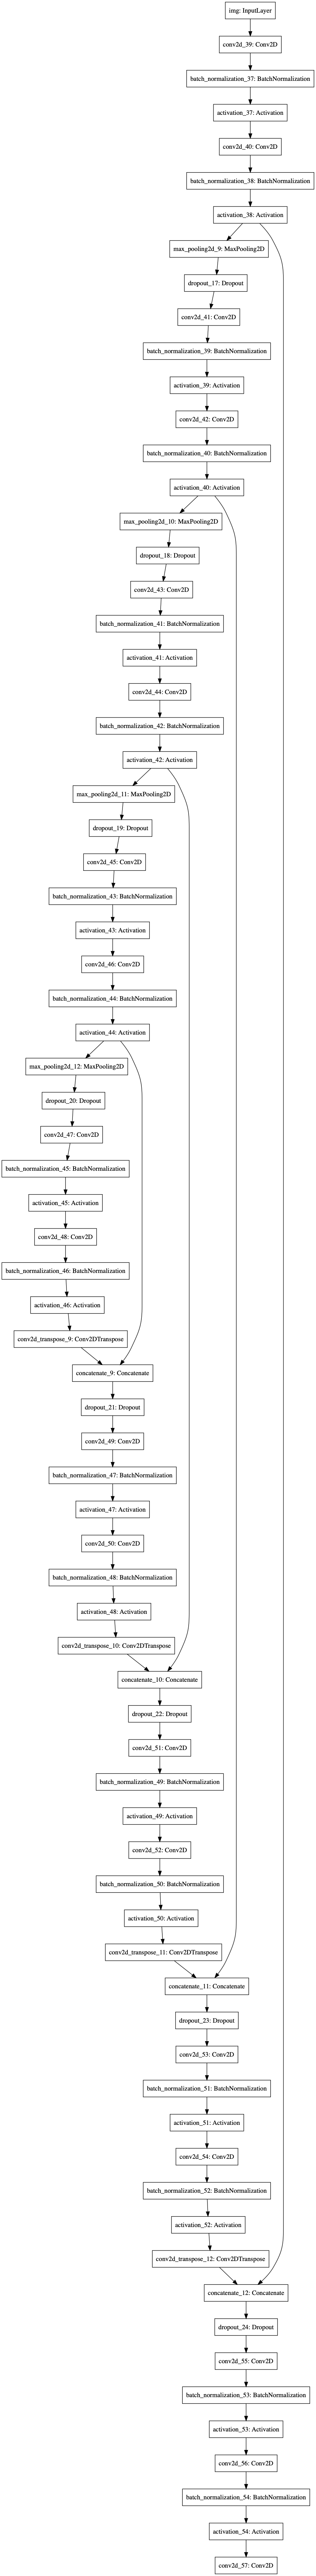 img: InputLayer
conv2d_39: Conv2D
batch_normalization_37: BatchNormalization
activation_37: Activation
conv2d_40: Conv2D
batch_normalization_38: BatchNormalization
activation_38: Activation
max_pooling2d_9: MaxPooling2D
dropout_17: Dropout
conv2d_41: Conv2D
batch_normalization_39: BatchNormalization
activation_39: Activation
conv2d_42: Conv2D
batch_normalization_40: BatchNormalization
activation_40: Activation
max_pooling2d_10: MaxPooling2D
dropout_18: Dropout
conv2d_43: Conv2D
batch_normalization_41: BatchNormalization
activation_41: Activation
conv2d_44: Conv2D
batch_normalization_42: BatchNormalization
activation_42: Activation
max_pooling2d_11: MaxPooling2D
dropout_19: Dropout
conv2d_45: Conv2D
batch_normalization_43: BatchNormalization
activation_43: Activation
conv2d_46: Conv2D
batch_normalization_44: BatchNormalization
activation_44: Activation
max_pooling2d_12: MaxPooling2D
dropout_20: Dropout
conv2d_47: Conv2D
batch_normalization_45: BatchNormalization
activation_45: Activation
conv2d_48: Conv2D
batch_normalization_46: BatchNormalization
activation_46: Activation
conv2d_transpose_9: Conv2DTranspose
concatenate_9: Concatenate
dropout_21: Dropout
conv2d_49: Conv2D
batch_normalization_47: BatchNormalization
activation_47: Activation
conv2d_50: Conv2D
batch_normalization_48: BatchNormalization
activation_48: Activation
conv2d_transpose_10: Conv2DTranspose
concatenate_10: Concatenate
dropout_22: Dropout
conv2d_51: Conv2D
batch_normalization_49: BatchNormalization
activation_49: Activation
conv2d_52: Conv2D
batch_normalization_50: BatchNormalization
activation_50: Activation
conv2d_transpose_11: Conv2DTranspose
concatenate_11: Concatenate
dropout_23: Dropout
conv2d_53: Conv2D
batch_normalization_51: BatchNormalization
activation_51: Activation
conv2d_54: Conv2D
batch_normalization_52: BatchNormalization
activation_52: Activation
conv2d_transpose_12: Conv2DTranspose
concatenate_12: Concatenate
dropout_24: Dropout
conv2d_55: Conv2D
batch_normalization_53: BatchNormalization
activation_53: Activation
conv2d_56: Conv2D
batch_normalization_54: BatchNormalization
activation_54: Activation
conv2d_57: Conv2D